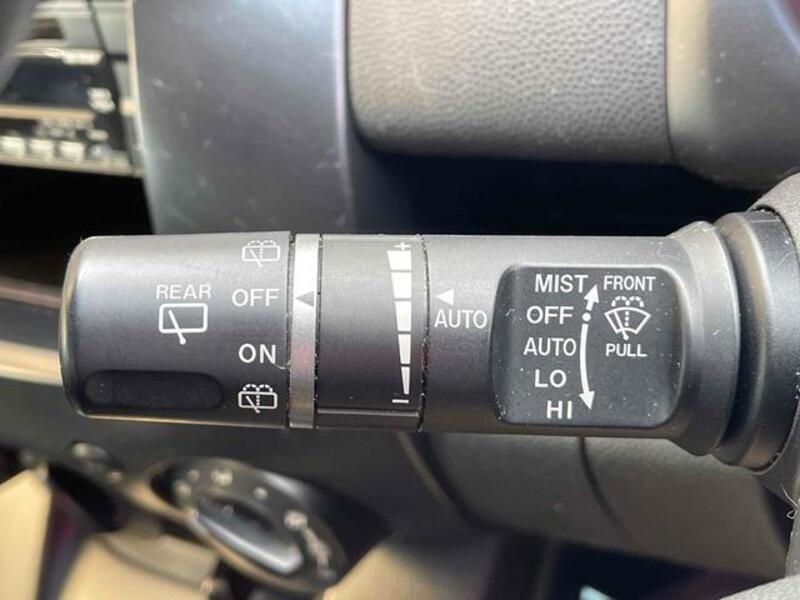 REAR
OFF
ON
+
−
AUTO
MIST
OFF
AUTO
LO
HI
FRONT
PULL